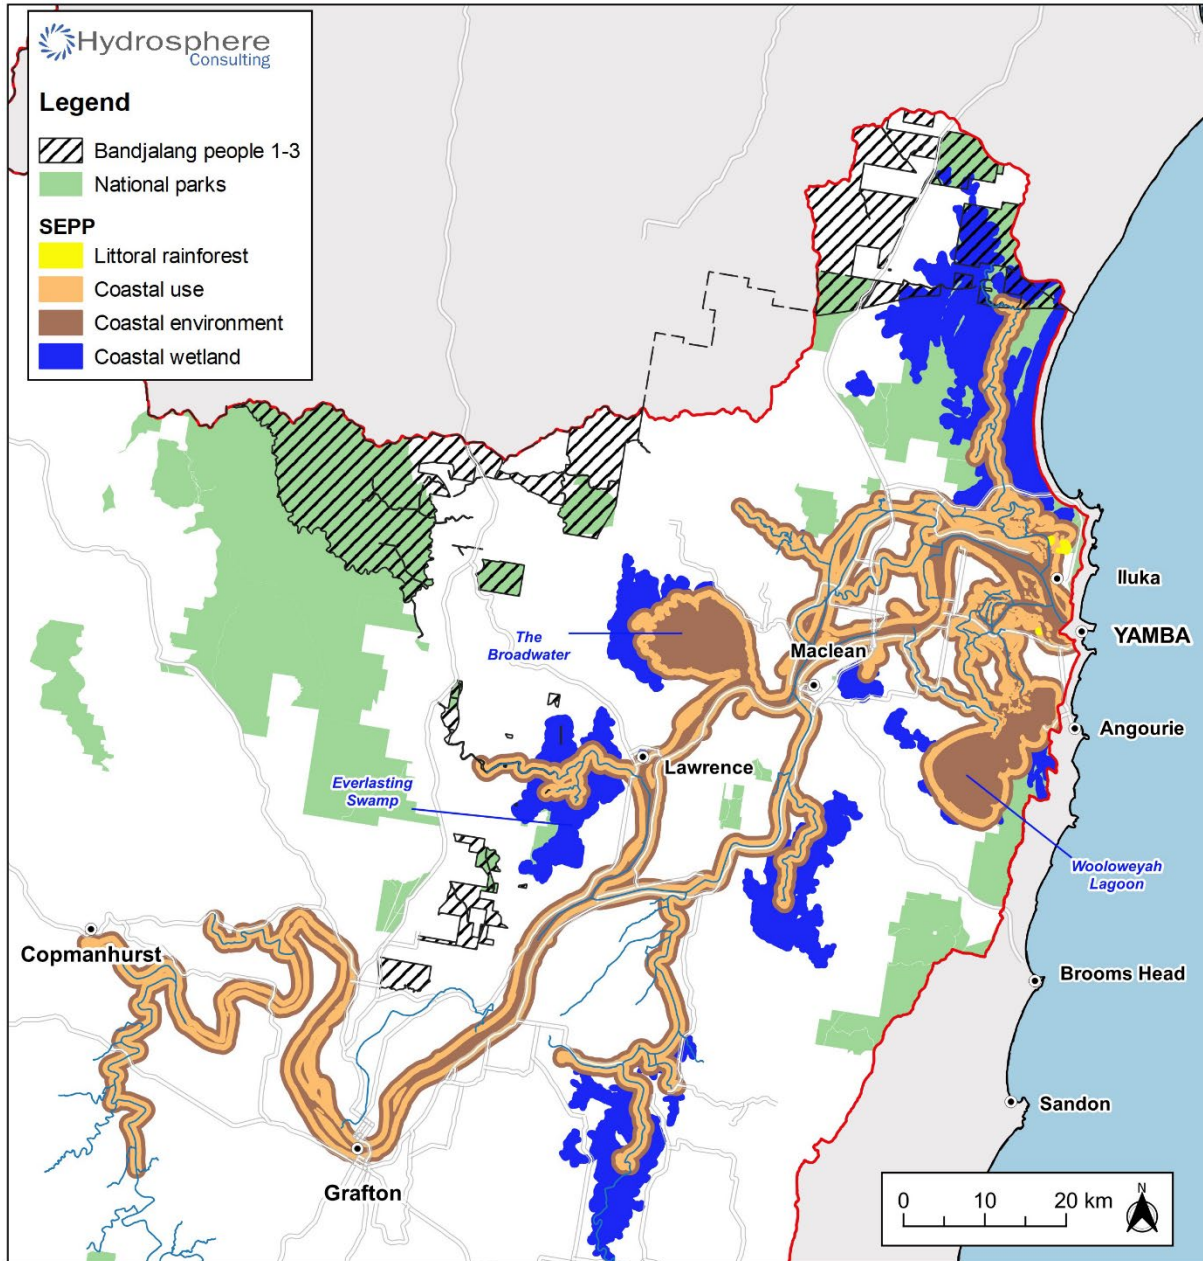 Hydrosphere
Consulting
Legend
Bandjalang people 1-3
National parks
SEPP
Littoral rainforest
Coastal use
Coastal environment
Coastal wetland
Iluka
The
Broadwater
YAMBA
Maclean
Angourie
Lawrence
Everlasting
Swamp
Wooloweyah
Lagoon
Copmanhurst
Brooms Head
Sandon
Grafton
0 10 20 km
N